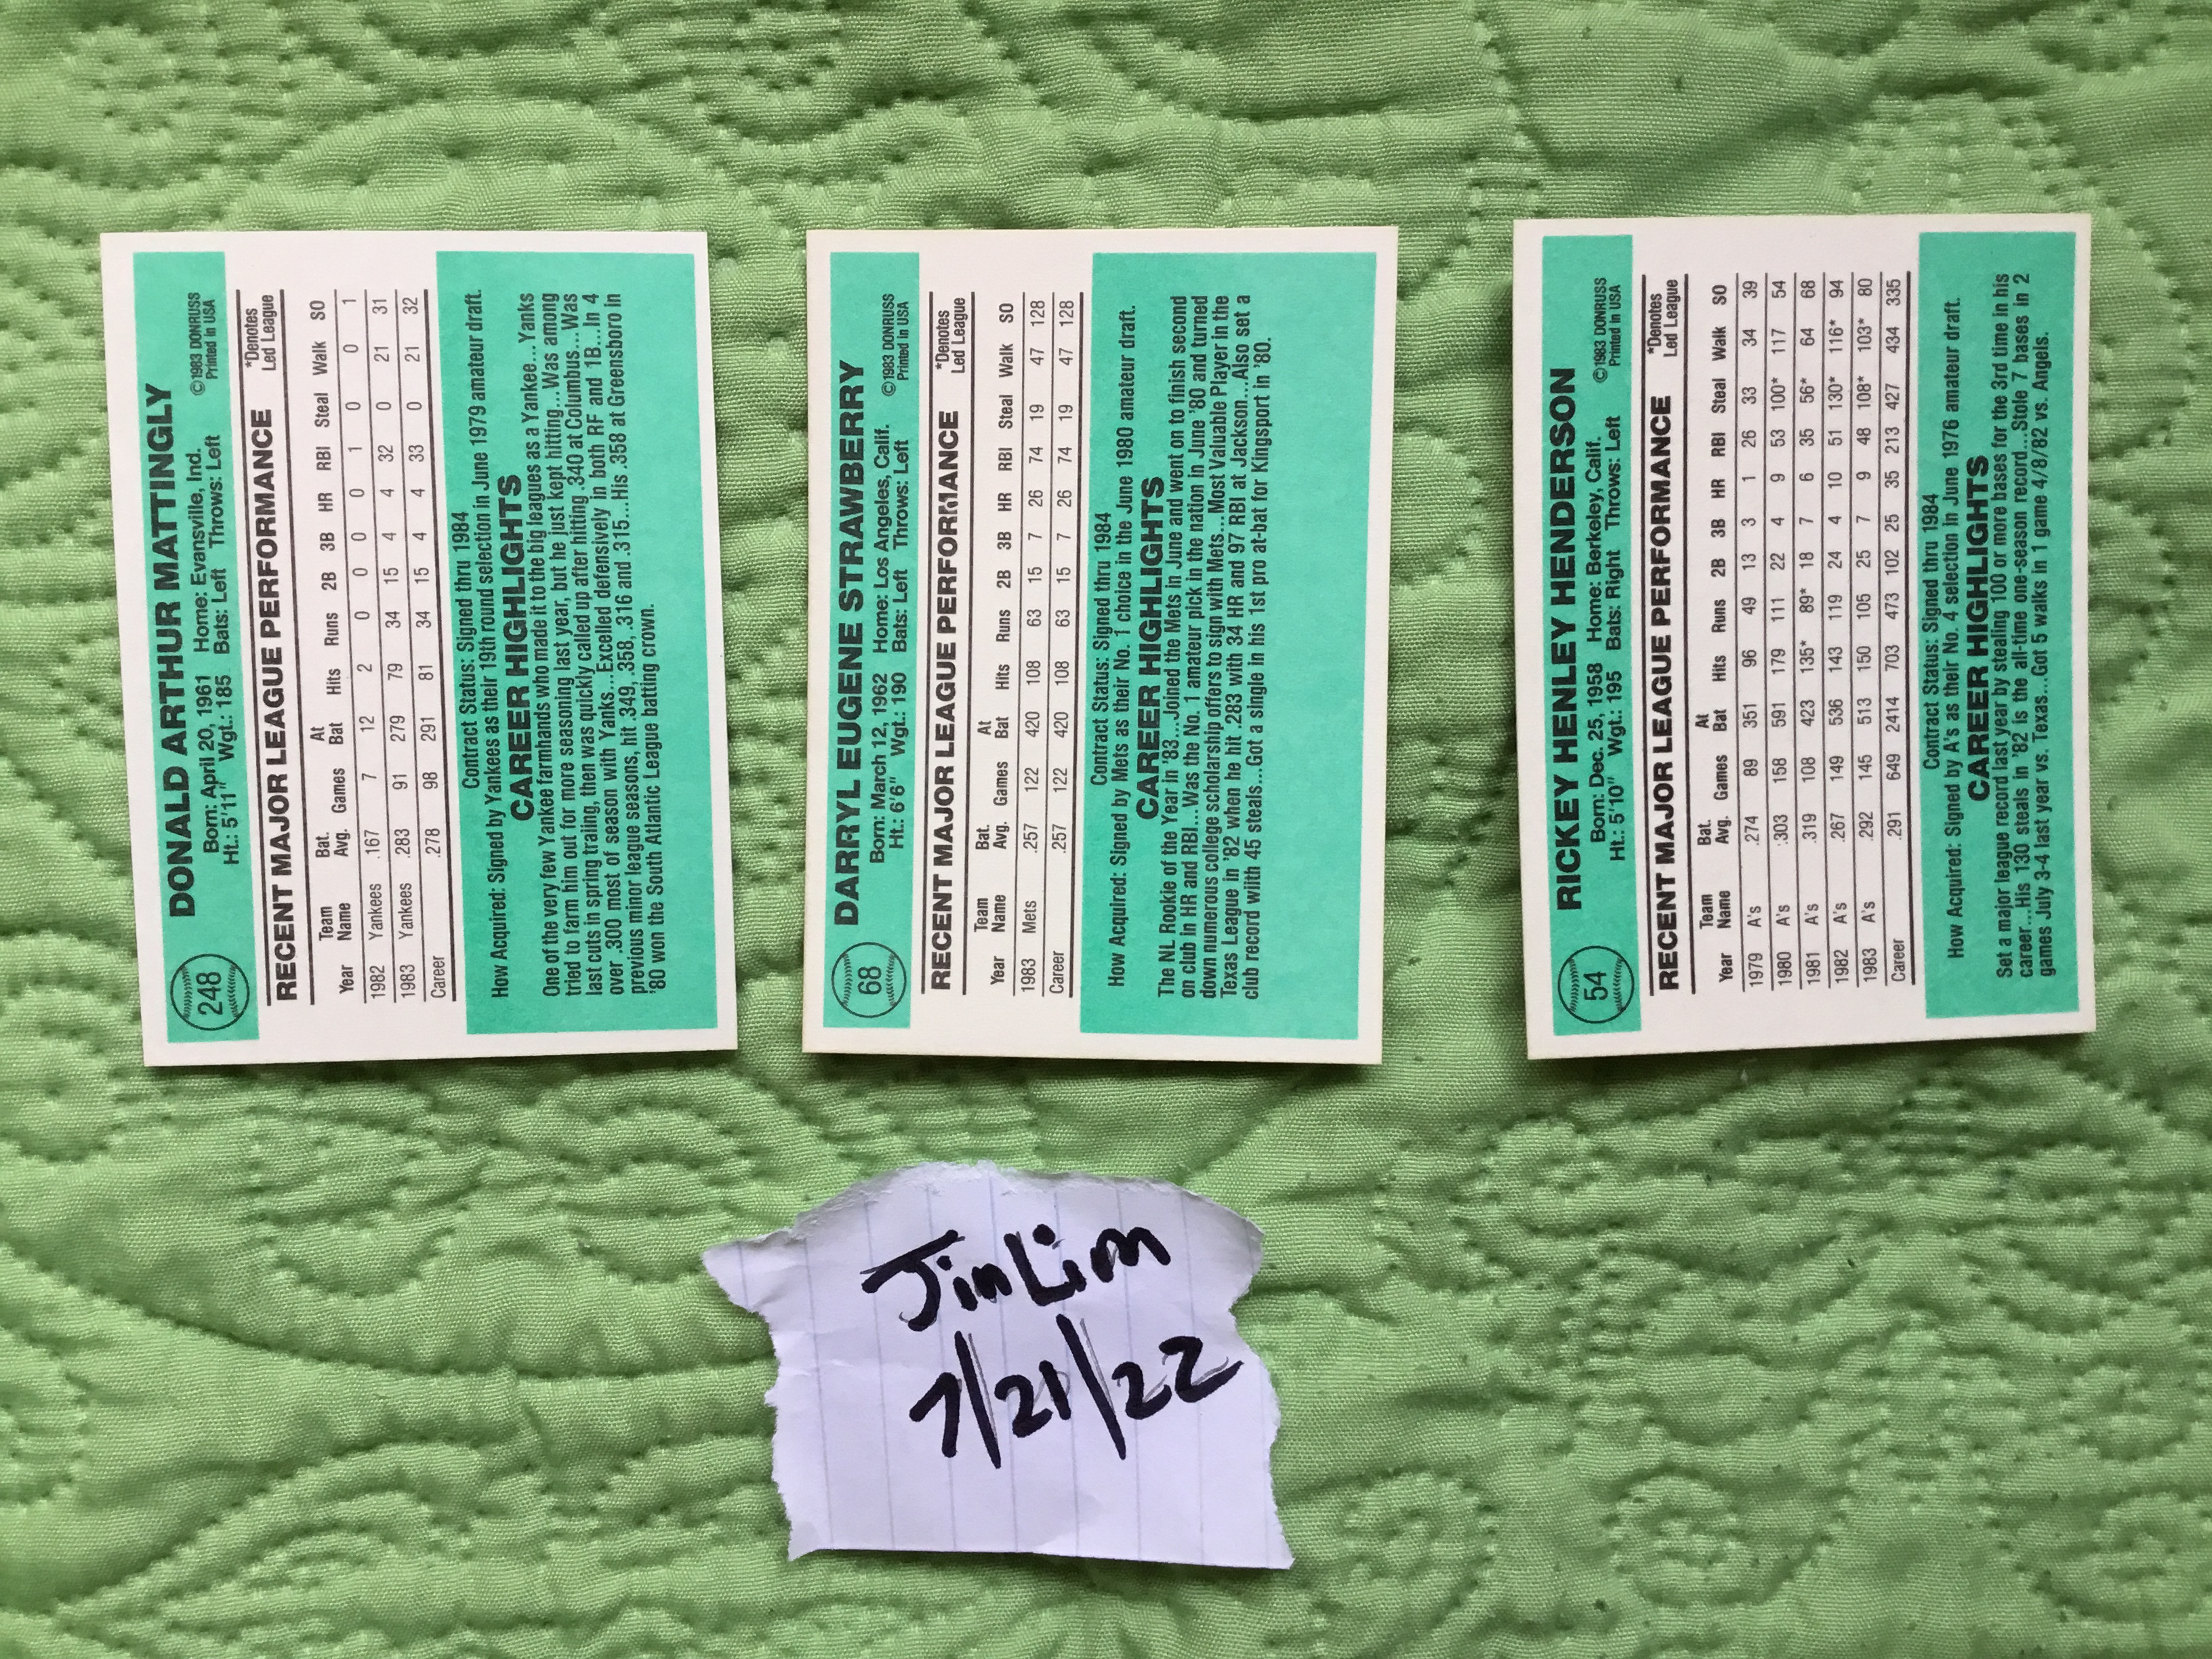 248
DONALD ARTHUR MATTINGLY
Born: April 20, 1961 Home: Evansville, Ind. ©1983 DONRUSS
Ht.: 5'11" Wgt.: 185 Bats: Left Throws: Left Printed in USA
RECENT MAJOR LEAGUE PERFORMANCE *Denotes Led League
Year Team Name Bat. Avg. Games At Bat Hits Runs 2B 3B HR RBI Steal Walk SO
1982 Yankees .167 7 12 2 0 0 0 0 1 0 0 1
1983 Yankees .283 91 279 79 34 15 4 4 32 0 21 31
Career .278 98 291 81 34 15 4 4 33 0 21 32
Contract Status: Signed thru 1984
How Acquired: Signed by Yankees as their 19th round selection in June 1979 amateur draft.
CAREER HIGHLIGHTS
One of the very few Yankee farmhands who made it to the big leagues as a Yankee...Yanks
tried to farm him out for more seasoning last year, but he just kept hitting...Was among
last cuts in spring traiing, then was quickly called up after hitting .340 at Columbus...Was
over .300 most of season with Yanks...Excelled defensively in both RF and 1B...In 4
previous minor league seasons, hit .349, .358, .316 and .315....His .358 at Greensboro in
'80 won the South Atlantic League batting crown.
68
DARRYL EUGENE STRAWBERRY
Born: March 12, 1962 Home: Los Angeles, Calif. ©1983 DONRUSS
Ht.: 6'6" Wgt.: 190 Bats: Left Throws: Left Printed in USA
RECENT MAJOR LEAGUE PERFORMANCE *Denotes Led League
Year Team Name Bat. Avg. Games At Bat Hits Runs 2B 3B HR RBI Steal Walk SO
1983 Mets .257 122 420 108 63 15 7 26 74 19 47 128
Career .257 122 420 108 63 15 7 26 74 19 47 128
Contract Status: Signed thru 1984
How Acquired: Signed by Mets as their No. 1 choice in the June 1980 amateur draft.
CAREER HIGHLIGHTS
The NL Rookie of the Year in '83....Joined the Mets in June and went on to finish second
on club in HR and RBI...Was the No. 1 amateur pick in the nation in June '80 and turned
down numerous college scholarship offers to sign with Mets...Most Valuable Player in the
Texas League in '82 when he hit .283 with 34 HR and 97 RBI at Jackson...Also set a
club record with 45 steals...Got a single in his 1st pro at-bat for Kingsport in '80.
54
RICKEY HENLEY HENDERSON
Born: Dec. 25, 1958 Home: Berkeley, Calif. ©1983 DONRUSS
Ht.: 5'10" Wgt.: 195 Bats: Right Throws: Left Printed in USA
RECENT MAJOR LEAGUE PERFORMANCE *Denotes Led League
Year Team Name Bat. Avg. Games At Bat Hits Runs 2B 3B HR RBI Steal Walk SO
1979 A's .274 89 351 96 49 13 3 1 26 33 34 39
1980 A's .303 158 591 179 111 22 4 9 53 100* 117 54
1981 A's .319 108 423 135* 89* 18 7 6 35 56* 64 68
1982 A's .267 149 536 143 119 24 4 10 51 130* 116* 94
1983 A's .292 145 513 150 105 25 7 9 48 108* 103* 80
Career .291 649 2414 703 473 102 25 35 213 427 434 335
Contract Status: Signed thru 1984
How Acquired: Signed by A's as their No. 4 selection in June 1976 amateur draft.
CAREER HIGHLIGHTS
Set a major league record last year by stealing 100 or more bases for the 3rd time in his
career...His 130 steals in '82 is the all-time one-season record...Stole 7 bases in 2
games July 3-4 last year vs. Texas...Got 5 walks in 1 game 4/8/82 vs. Angels.
Jin Lim
7/21/22